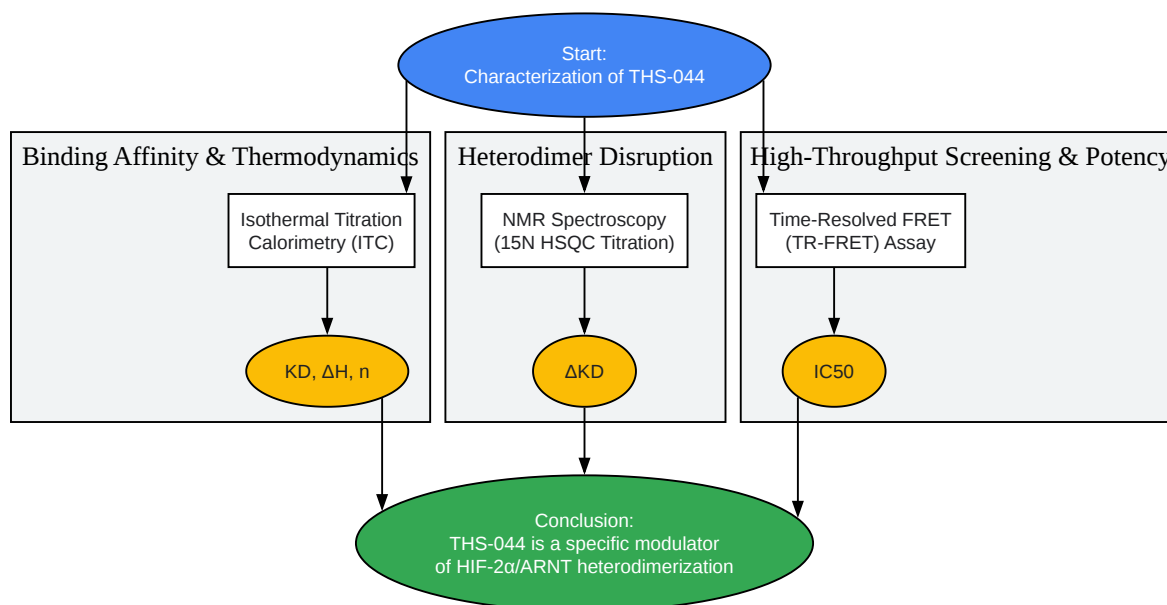 Start:
Characterization of THS-044
Binding Affinity & Thermodynamics
Heterodimer Disruption
High-Throughput Screening & Potency
Isothermal Titration
Calorimetry (ITC)
NMR Spectroscopy
(15N HSQC Titration)
Time-Resolved FRET
(TR-FRET) Assay
KD, ΔH, n
ΔKD
IC50
Conclusion:
THS-044 is a specific modulator
of HIF-2α/ARNT heterodimerization